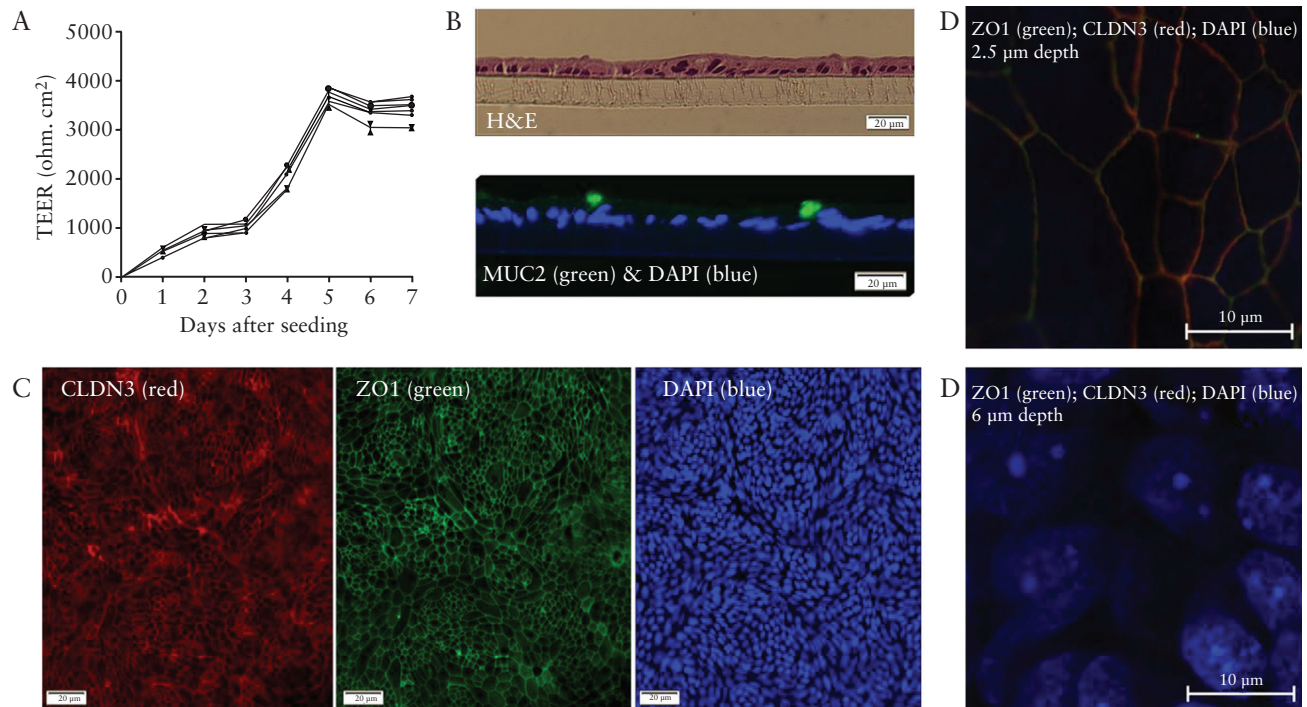 A
5000
4000
3000
2000
1000
0
TEER (ohm. cm2)
0 1 2 3 4 5 6 7
Days after seeding
B
H&E
20 µm
MUC2 (green) & DAPI (blue)
20 µm
D
ZO1 (green); CLDN3 (red); DAPI (blue)
2.5 µm depth
10 µm
C
CLDN3 (red)
20 µm
ZO1 (green)
20 µm
DAPI (blue)
20 µm
D
ZO1 (green); CLDN3 (red); DAPI (blue)
6 µm depth
10 µm